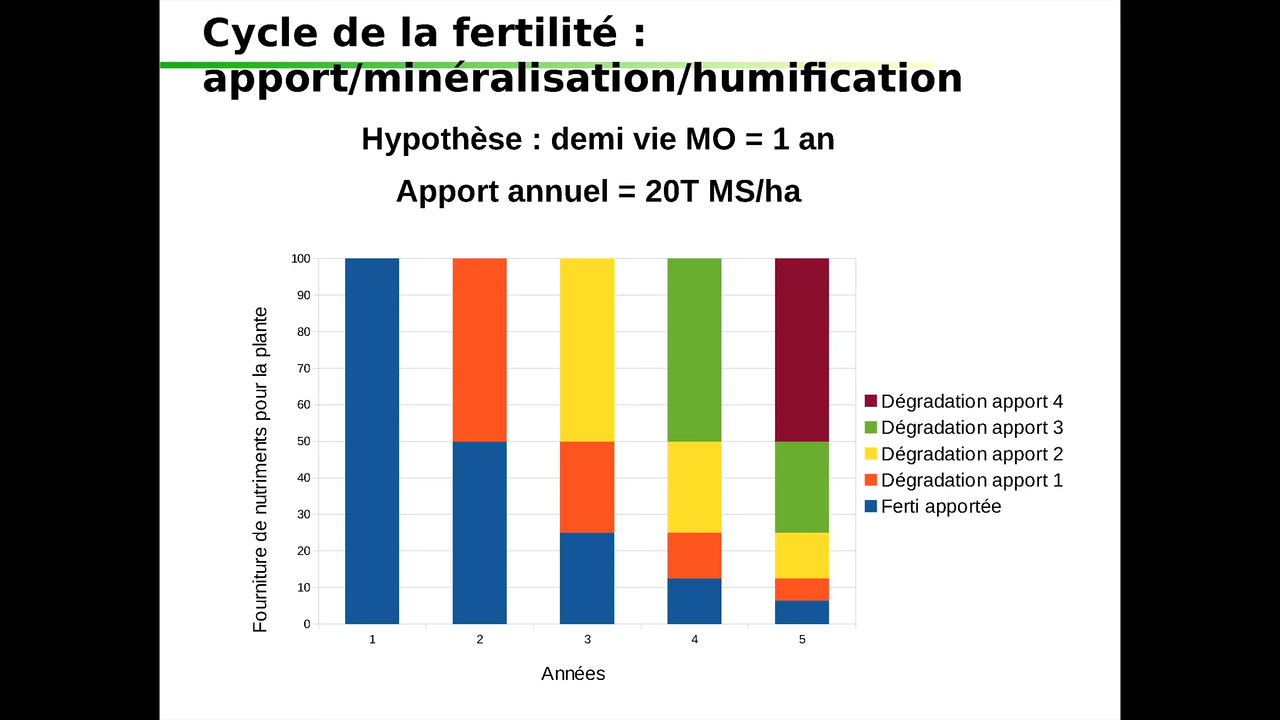 Cycle de la fertilité :
apport/minéralisation/humification
Hypothèse : demi vie MO = 1 an
Apport annuel = 20T MS/ha
Fourniture de nutriments pour la plante
100
90
80
70
60
50
40
30
20
10
0
1 2 3 4 5
Années
Dégradation apport 4
Dégradation apport 3
Dégradation apport 2
Dégradation apport 1
Ferti apportée